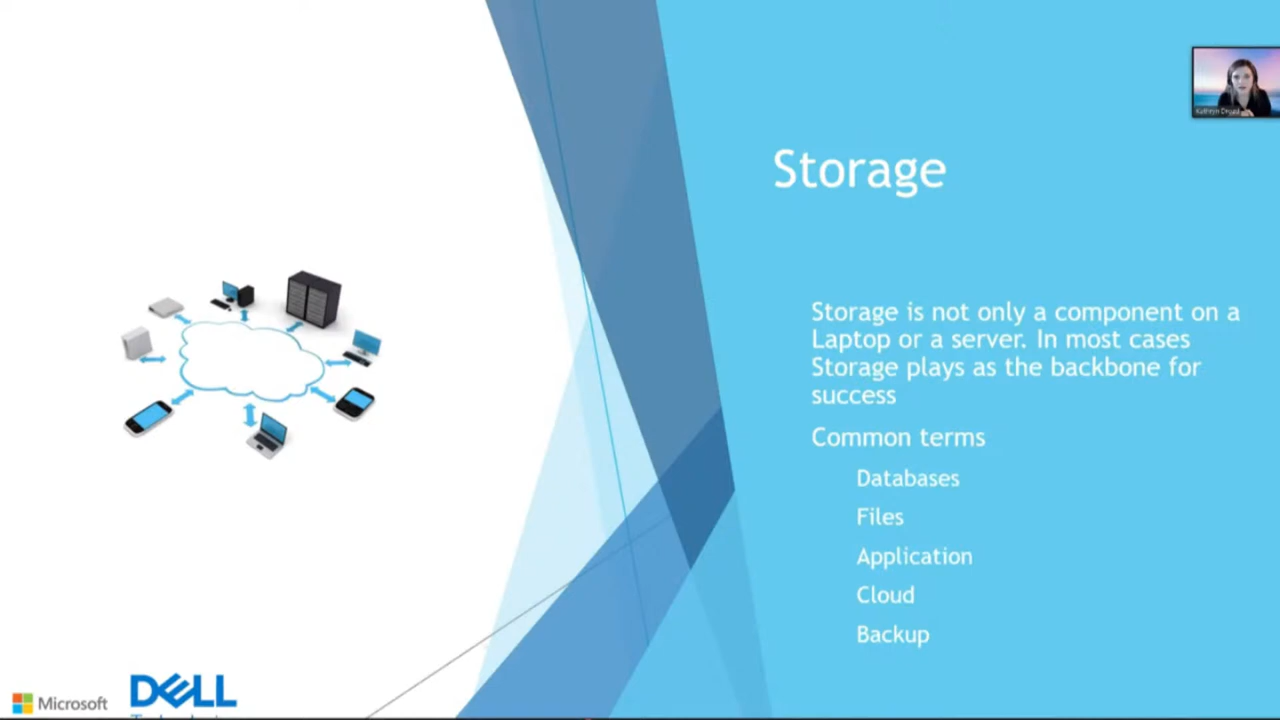 Storage
Storage is not only a component on a
Laptop or a server. In most cases
Storage plays as the backbone for
success
Common terms
Databases
Files
Application
Cloud
Backup
Microsoft
DELL
Kathryn